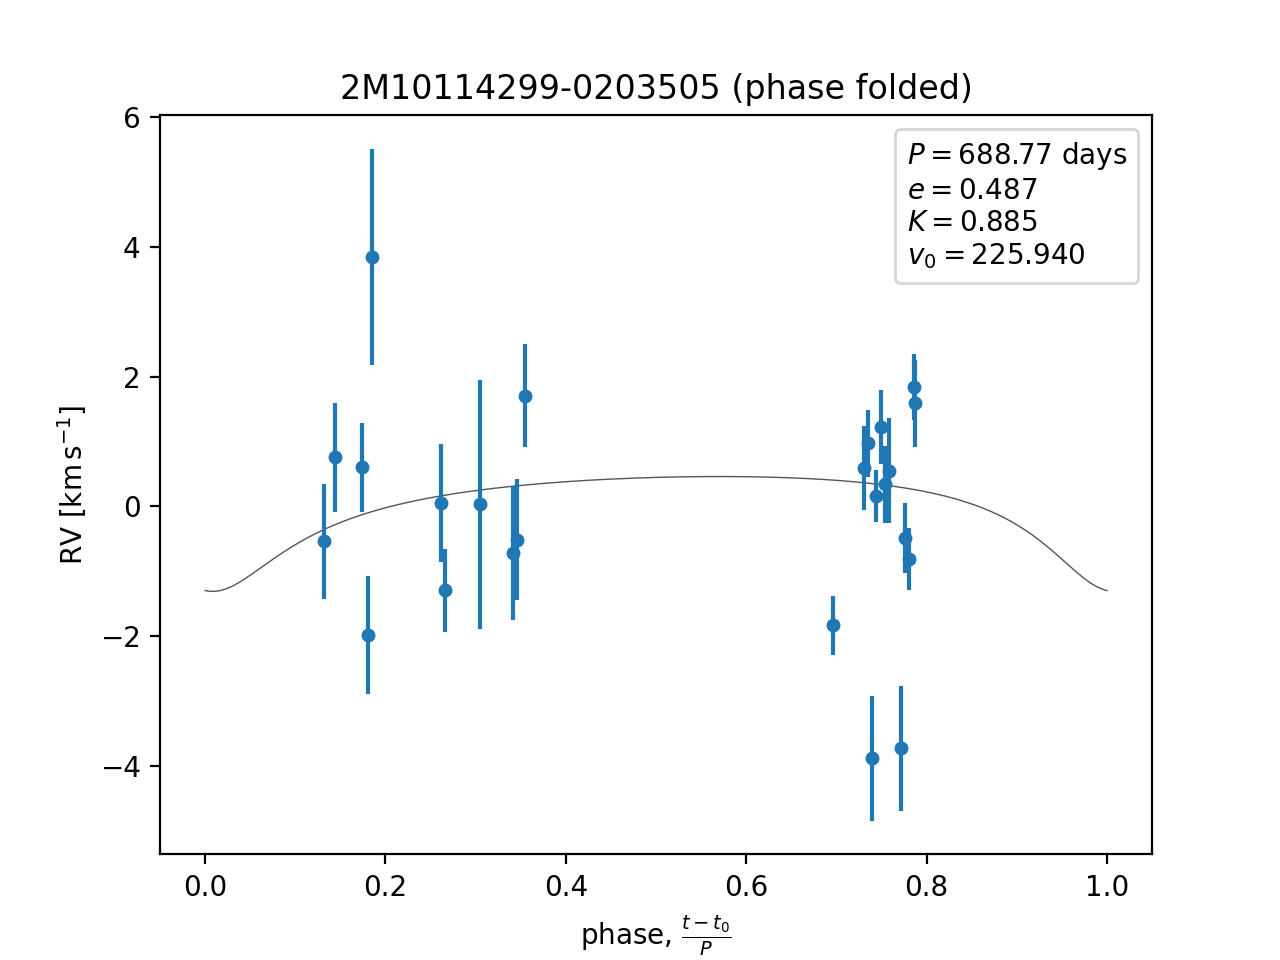 2M10114299-0203505 (phase folded)
P = 688.77 days
e = 0.487
K = 0.885
v₀ = 225.940
6
4
2
0
−2
−4
RV [km s⁻¹]
0.0 0.2 0.4 0.6 0.8 1.0
phase, (t − t₀)/P